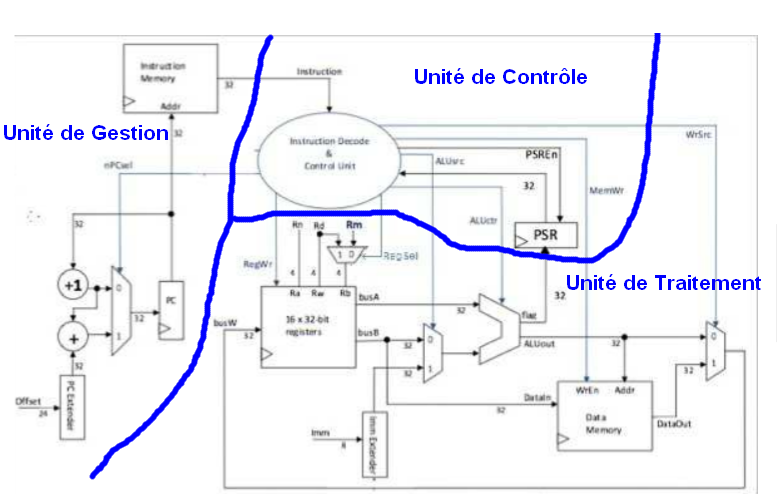 Instruction
Memory
Addr
32
Instruction
32
Unité de Contrôle
Unité de Gestion
Instruction Decode
&
Control Unit
nPCsel
ALUsrc
PSREn
32
MemWr
WrSrc
ALUctr
PSR
Unité de Traitement
RegWr
Rn
Rd
Rm
1 0
RegSel
4
4
4
Ra
Rw
Rb
16 x 32-bit
registers
busW
32
busA
32
busB
32
32
0
1
flag
32
ALUout
32
0
1
32
WrEn
Addr
Data
Memory
DataIn
32
DataOut
Imm
8
Imm Extender
32
+1
+
0
1
32
PC
32
PC Extender
Offset
24